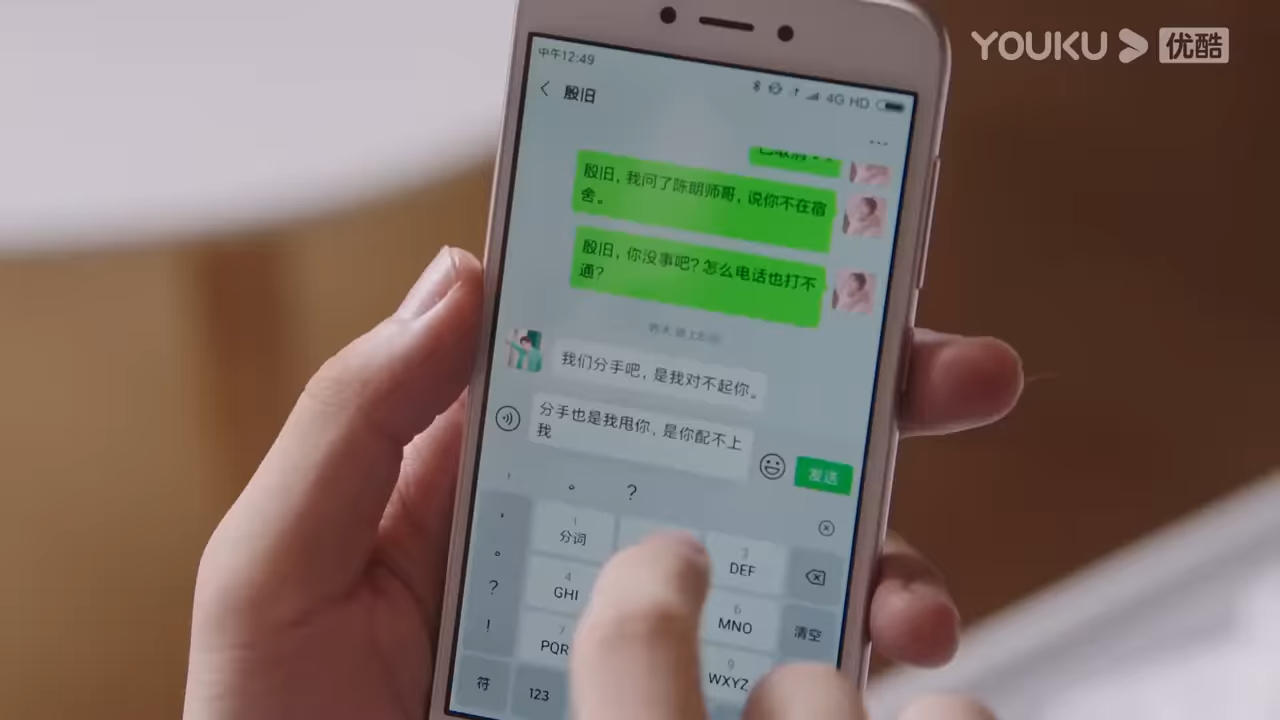 YOUKU 优酷
中午12:49
4G HD
殷旧
殷旧，我问了陈明师哥，说你不在宿
舍。
殷旧，你没事吧？怎么电话也打不
通？
我们分手吧，是我对不起你。
分手也是我甩你，是你配不上
我
发送
， 。 ？
，
。
？
！
1
分词
3
DEF
4
GHI
6
MNO
清空
7
PQR
9
WXYZ
符
123